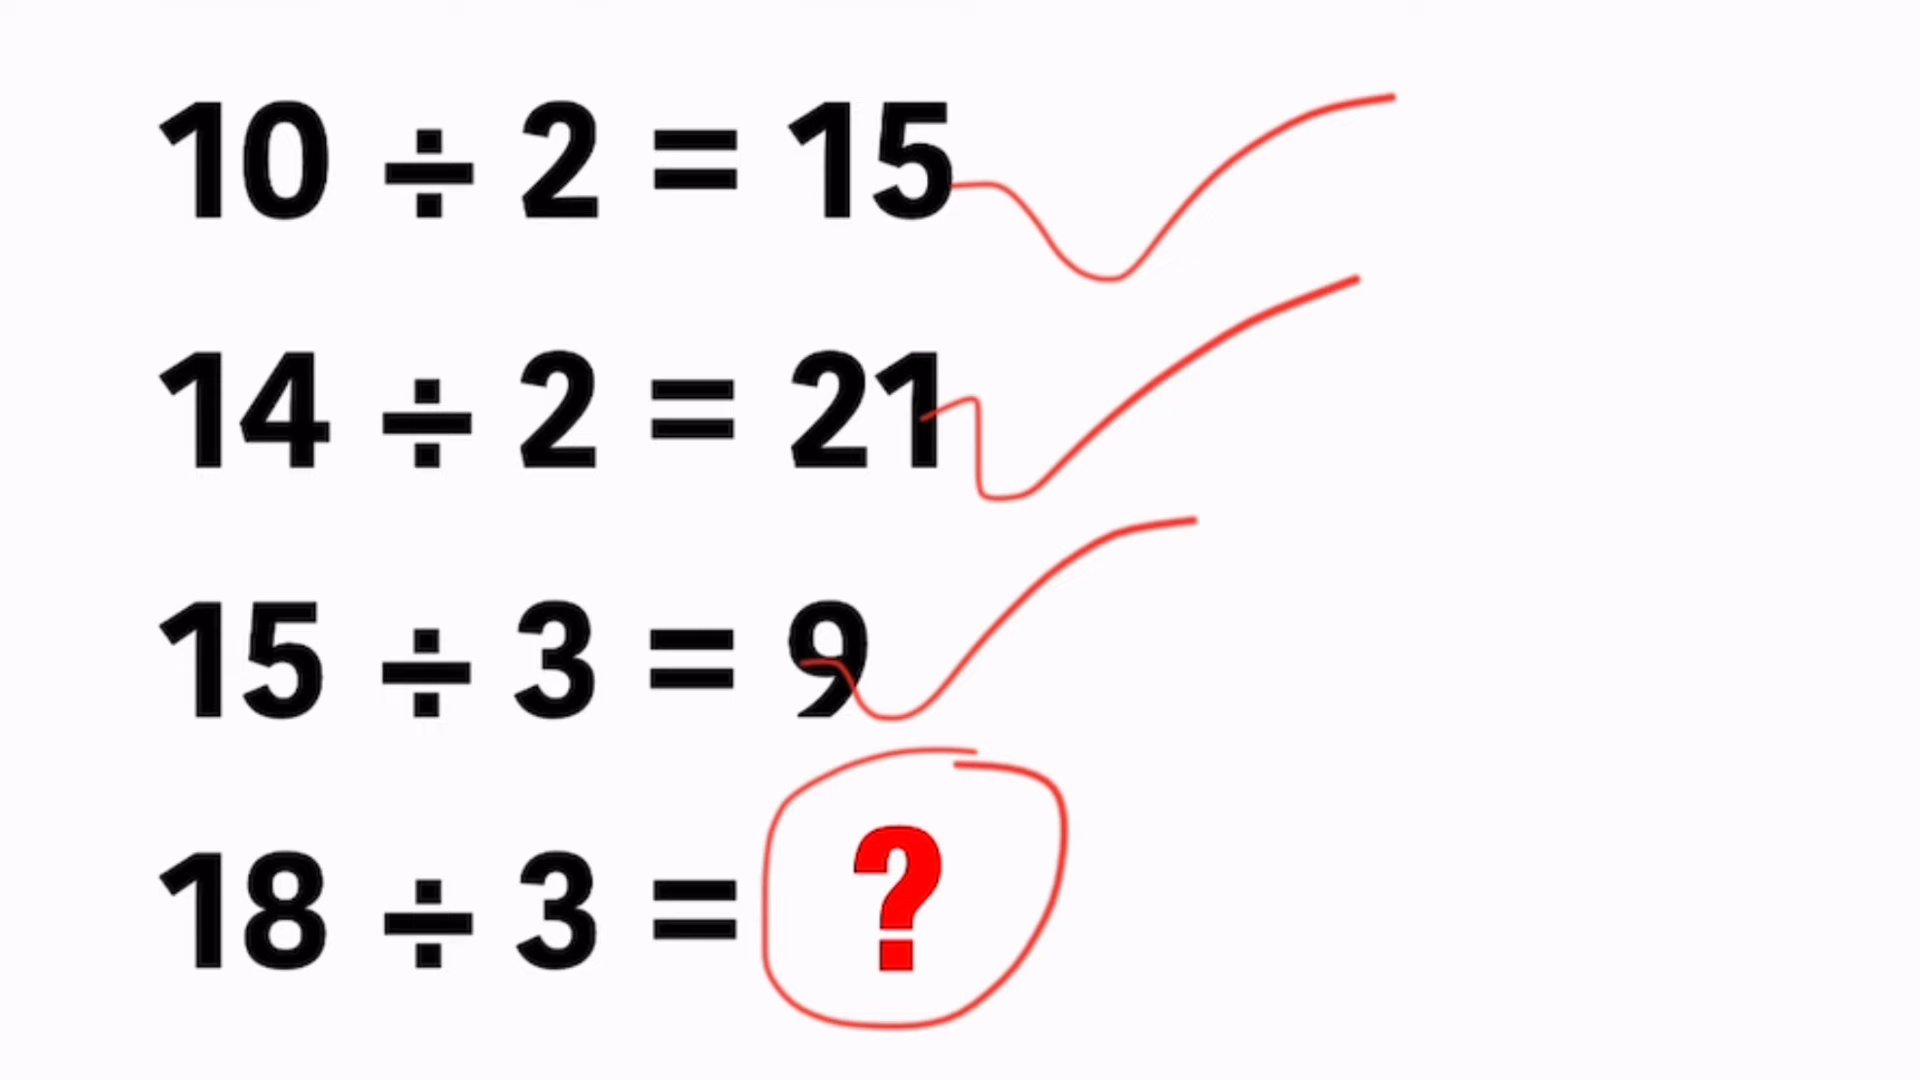 10 ÷ 2 = 15
14 ÷ 2 = 21
15 ÷ 3 = 9
18 ÷ 3 = ?